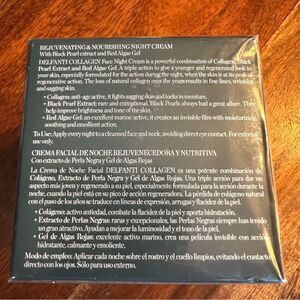 REJUVENATING & NOURISHING NIGHT CREAM
With Black Pearl extract and Red Algae Gel
DELFANTI COLLAGEN Face Night Cream is a powerful combination of Collagen, Black
Pearl Extract and Red Algae Gel. A triple action to give a younger and regenerated look to
your skin, especially formulated for the action during the night, when the skin is at its peak of
regenerative action. The loss of natural collagen over the years results in fine lines, wrinkles,
and sagging skin.
• Collagen: anti-age active, it fights sagging skin and locks in moisture.
• Black Pearl Extract: rare and exceptional, Black Pearls always had a great allure. They
help improve brightness and skin tone.
• Red Algae Gel: an excellent marine active, it creates an invisible film with moisturizing,
soothing and emollient action.
To Use: Apply every night to a cleansed face and neck, avoiding direct eye contact. For external
use only.
CREMA FACIAL DE NOCHE REJUVENECEDORA Y NUTRITIVA
Con extracto de Perla Negra y Gel de Algas Rojas
La Crema de Noche Facial DELFANTI COLLAGEN es una potente combinación de
Colágeno, Extracto de Perla Negra y Gel de Algas Rojas. Una triple acción para dar un
aspecto más joven y regenerado a su piel, especialmente formulada para la acción durante la
noche, cuando la piel está en su pico de acción regeneradora. La pérdida de colágeno natural
con el paso de los años se traduce en líneas de expresión, arrugas y flacidez de la piel.
• Colágeno: activo antiedad, combate la flacidez de la piel y aporta hidratación.
• Extracto de Perlas Negras: raras y excepcionales, las Perlas Negras siempre han tenido
un gran atractivo. Ayudan a mejorar la luminosidad y el tono de la piel.
• Gel de Algas Rojas: excelente activo marino, crea una película invisible con acción
hidratante, calmante y emoliente.
Modo de empleo: Aplicar cada noche sobre el rostro y el cuello limpios, evitando el contacto
directo con los ojos. Sólo para uso externo.